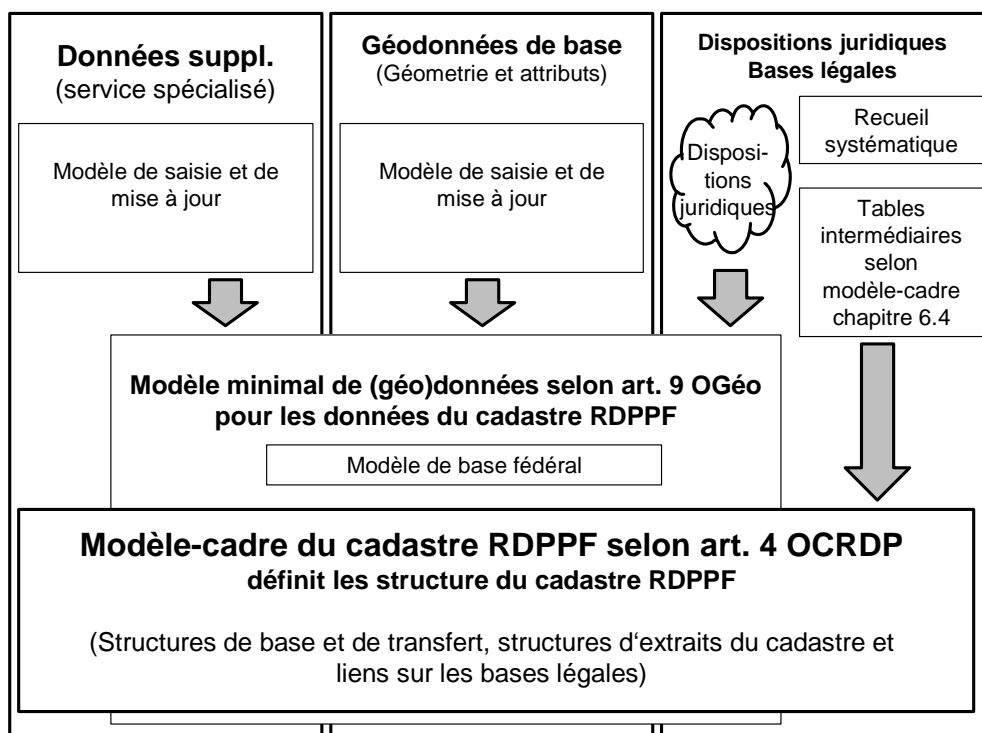 Données suppl.
(service spécialisé)
Modèle de saisie et de
mise à jour
Géodonnées de base
(Géometrie et attributs)
Modèle de saisie et de
mise à jour
Dispositions juridiques
Bases légales
Disposi-
tions
juridiques
Recueil
systématique
Tables
intermédiaires
selon
modèle-cadre
chapitre 6.4
Modèle minimal de (géo)données selon art. 9 OGéo
pour les données du cadastre RDPPF
Modèle de base fédéral
Modèle-cadre du cadastre RDPPF selon art. 4 OCRDP
définit les structure du cadastre RDPPF
(Structures de base et de transfert, structures d‘extraits du cadastre et
liens sur les bases légales)